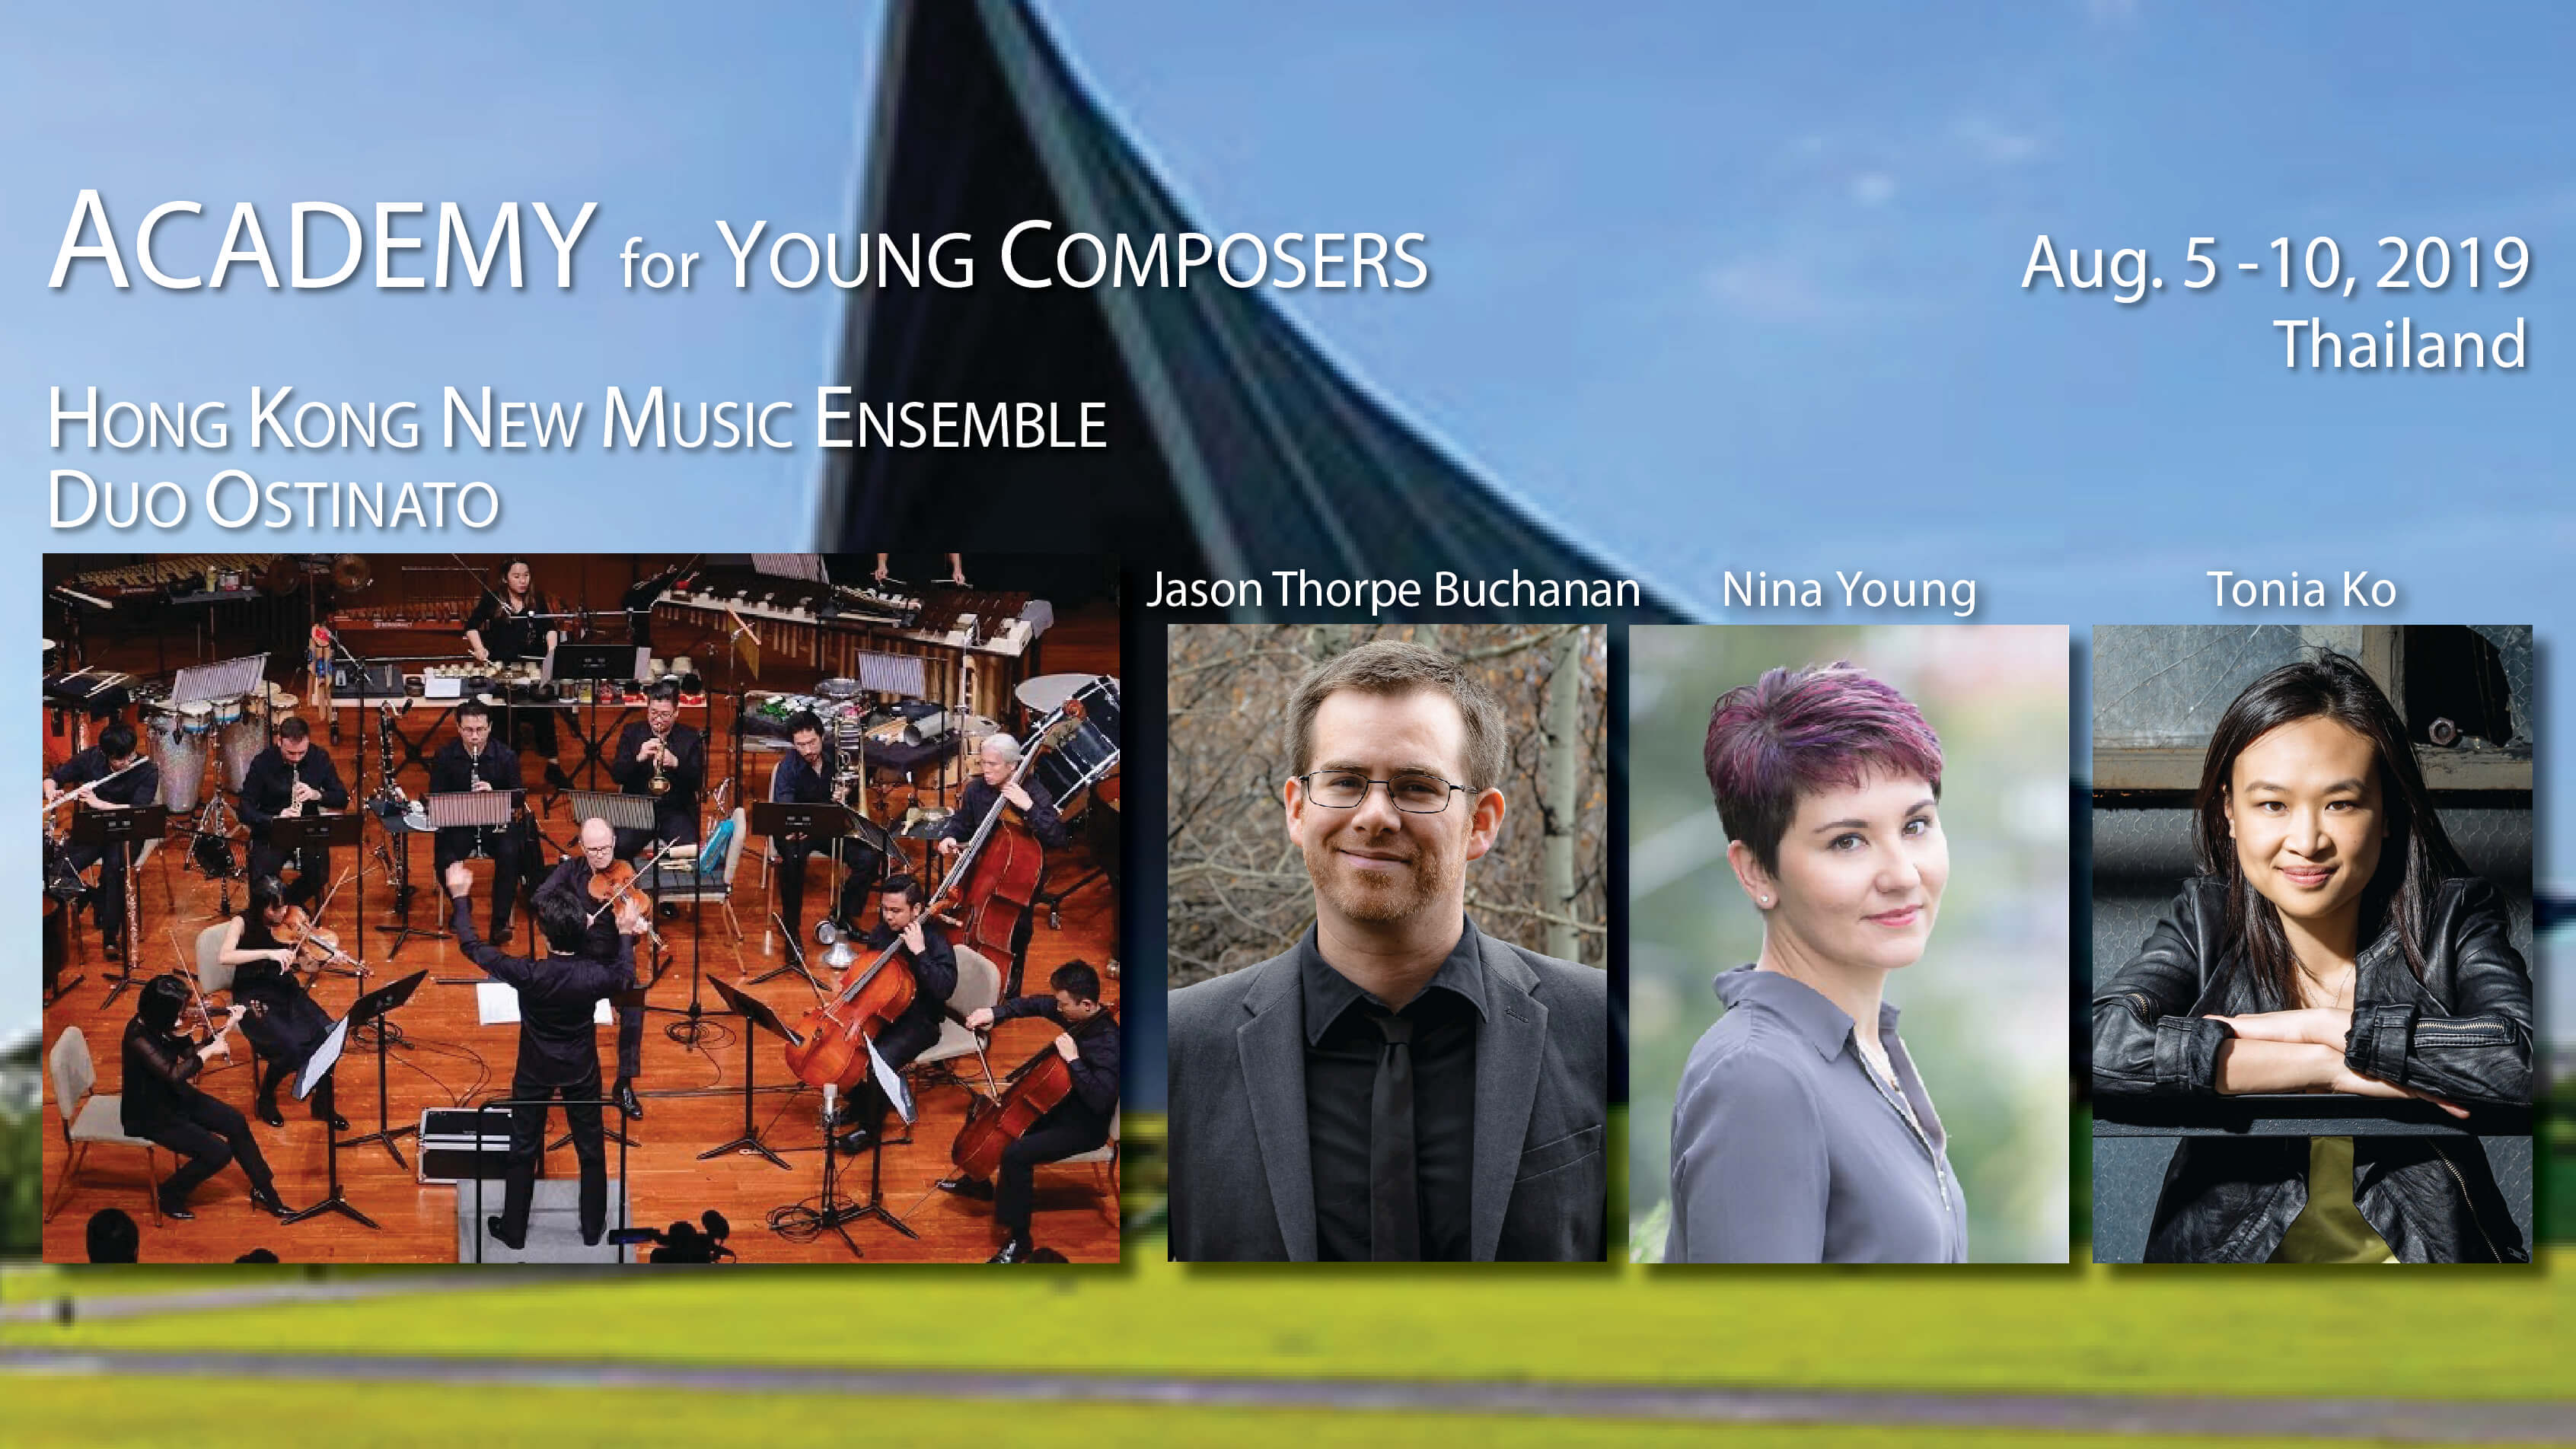 ACADEMY for YOUNG COMPOSERS
Aug. 5 -10, 2019
Thailand
HONG KONG NEW MUSIC ENSEMBLE
DUO OSTINATO
Jason Thorpe Buchanan
Nina Young
Tonia Ko